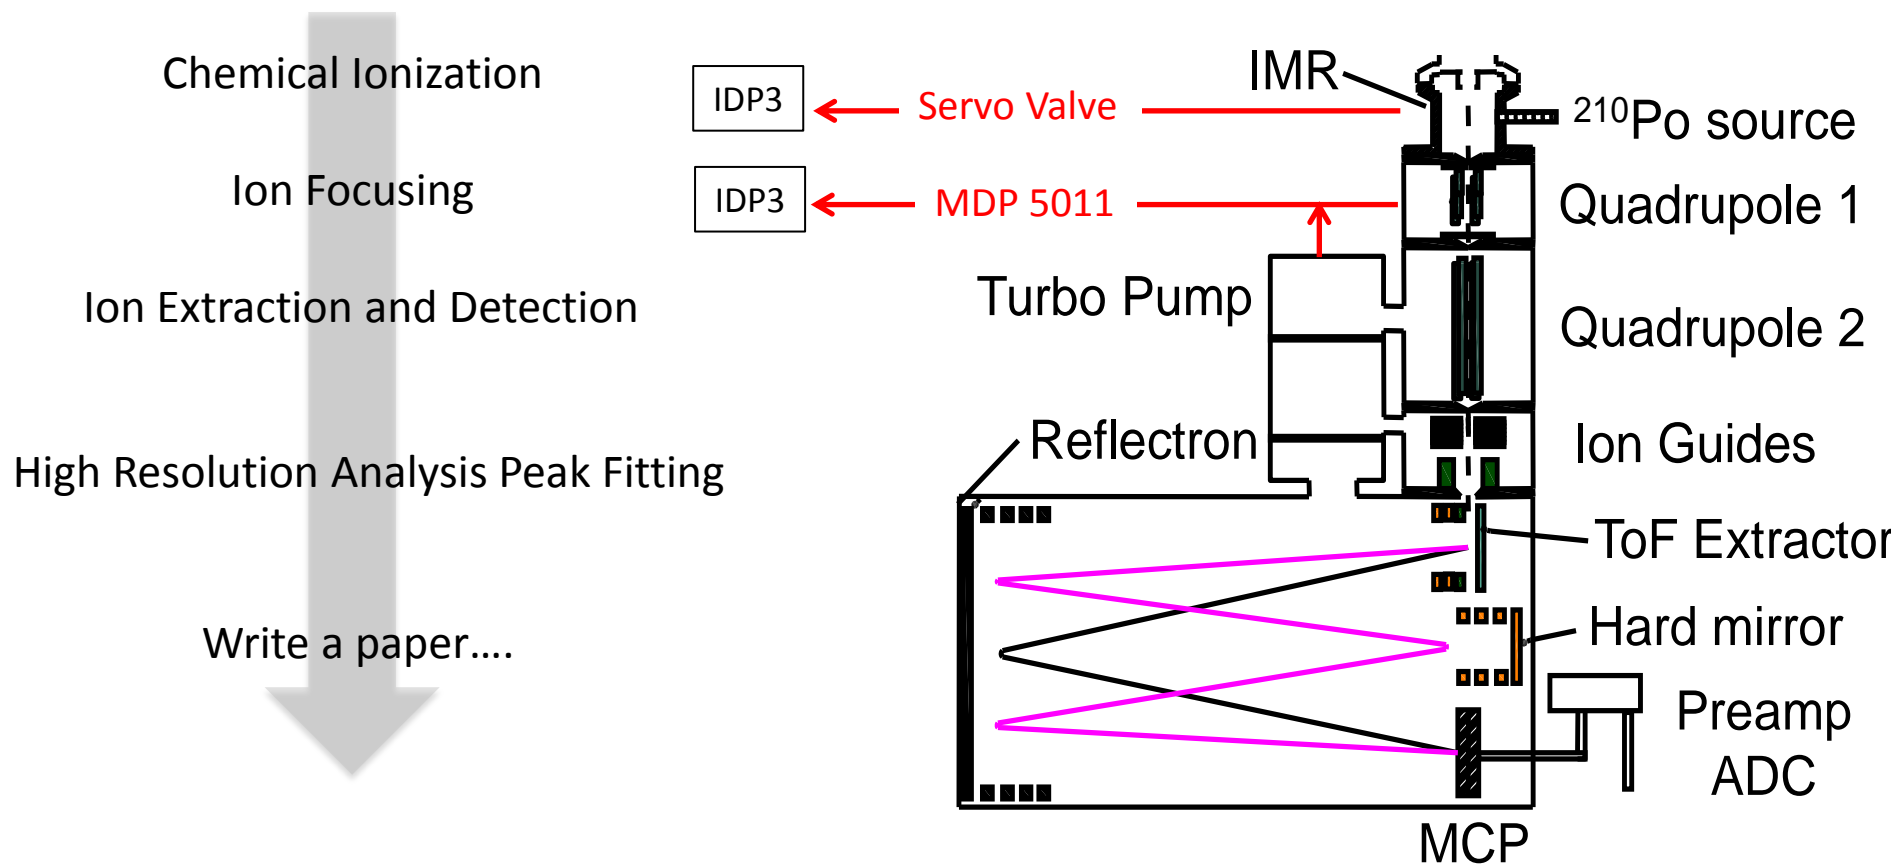 Chemical Ionization
Ion Focusing
Ion Extraction and Detection
High Resolution Analysis Peak Fitting
Write a paper....
IDP3
Servo Valve
IDP3
MDP 5011
IMR
²¹⁰Po source
Quadrupole 1
Turbo Pump
Quadrupole 2
Reflectron
Ion Guides
ToF Extractor
Hard mirror
Preamp
ADC
MCP